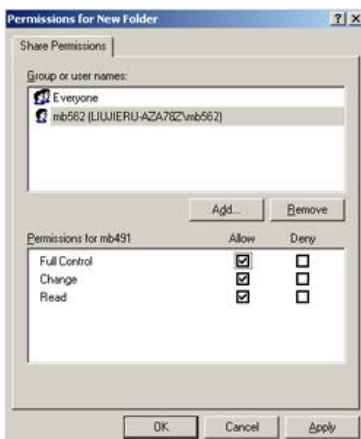 Permissions for New Folder
Share Permissions
Group or user names:
Everyone
mb562 (LIUJIERU-AZA78Z\mb562)
Add...
Remove
Permissions for mb491
Allow
Deny
Full Control
Change
Read
OK
Cancel
Apply